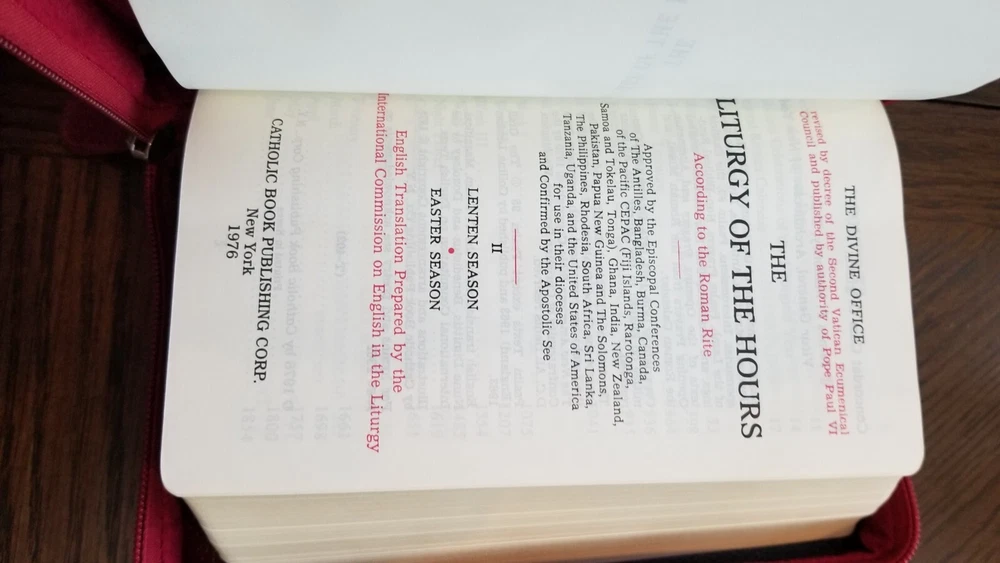 THE DIVINE OFFICE
revised by decree of the Second Vatican Ecumenical
Council and published by authority of Pope Paul VI
THE
LITURGY OF THE HOURS
According to the Roman Rite
Approved by the Episcopal Conferences
of The Antilles, Bangladesh, Burma, Canada,
of the Pacific CEPAC (Fiji Islands, Rarotonga,
Samoa and Tokelau, Tonga), Ghana, India, New Zealand,
Pakistan, Papua New Guinea and The Solomons,
The Philippines, Rhodesia, South Africa, Sri Lanka,
Tanzania, Uganda, and the United States of America
for use in their dioceses
and Confirmed by the Apostolic See
II
LENTEN SEASON
•
EASTER SEASON
English Translation Prepared by the
International Commission on English in the Liturgy
CATHOLIC BOOK PUBLISHING CORP.
New York
1976